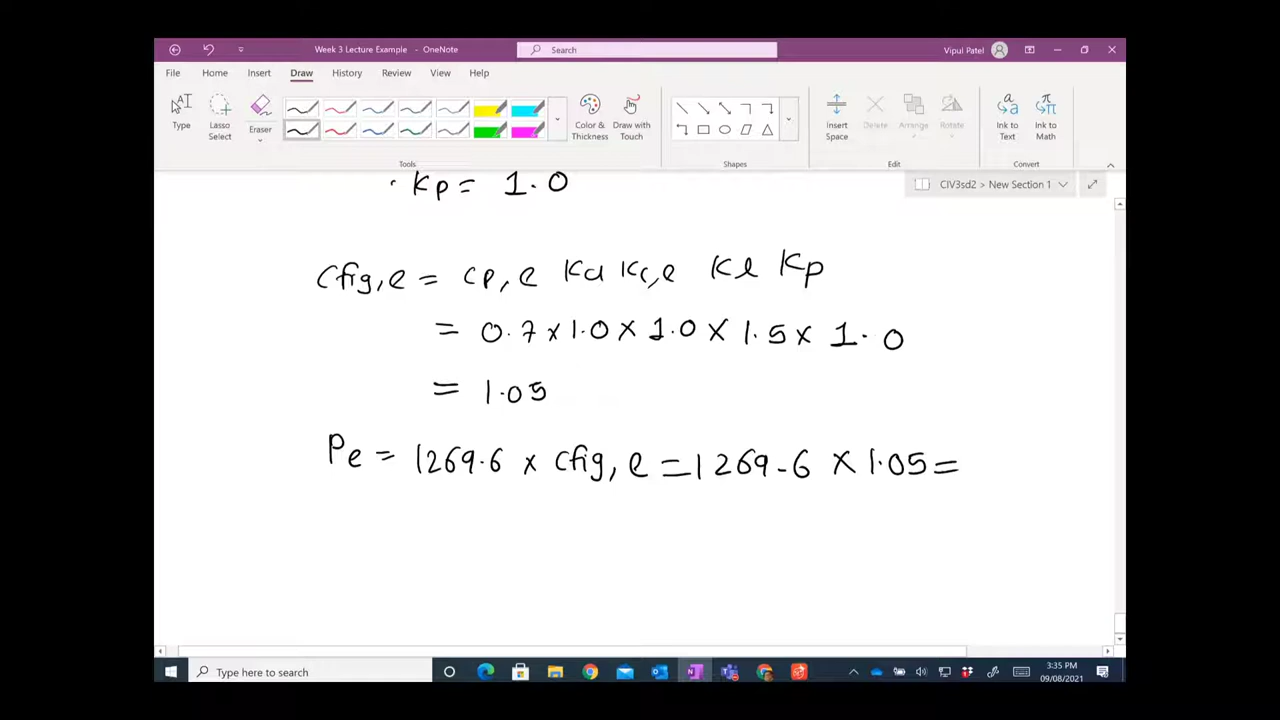 Week 3 Lecture Example - OneNote
Search
Vipul Patel
File Home Insert Draw History Review View Help
Type
Lasso Select
Eraser
Color & Thickness
Draw with Touch
Insert Space
Delete
Arrange
Rotate
Ink to Text
Ink to Math
Tools Shapes Edit Convert
CIV3sd2 > New Section 1
Kp = 1.0
Cfig,e = Cp,e Ka Kc,e Kl Kp
= 0.7 x 1.0 x 1.0 x 1.5 x 1.0
= 1.05
Pe = 1269.6 x Cfig,e = 1269.6 x 1.05 =
Type here to search
3:35 PM
09/08/2021